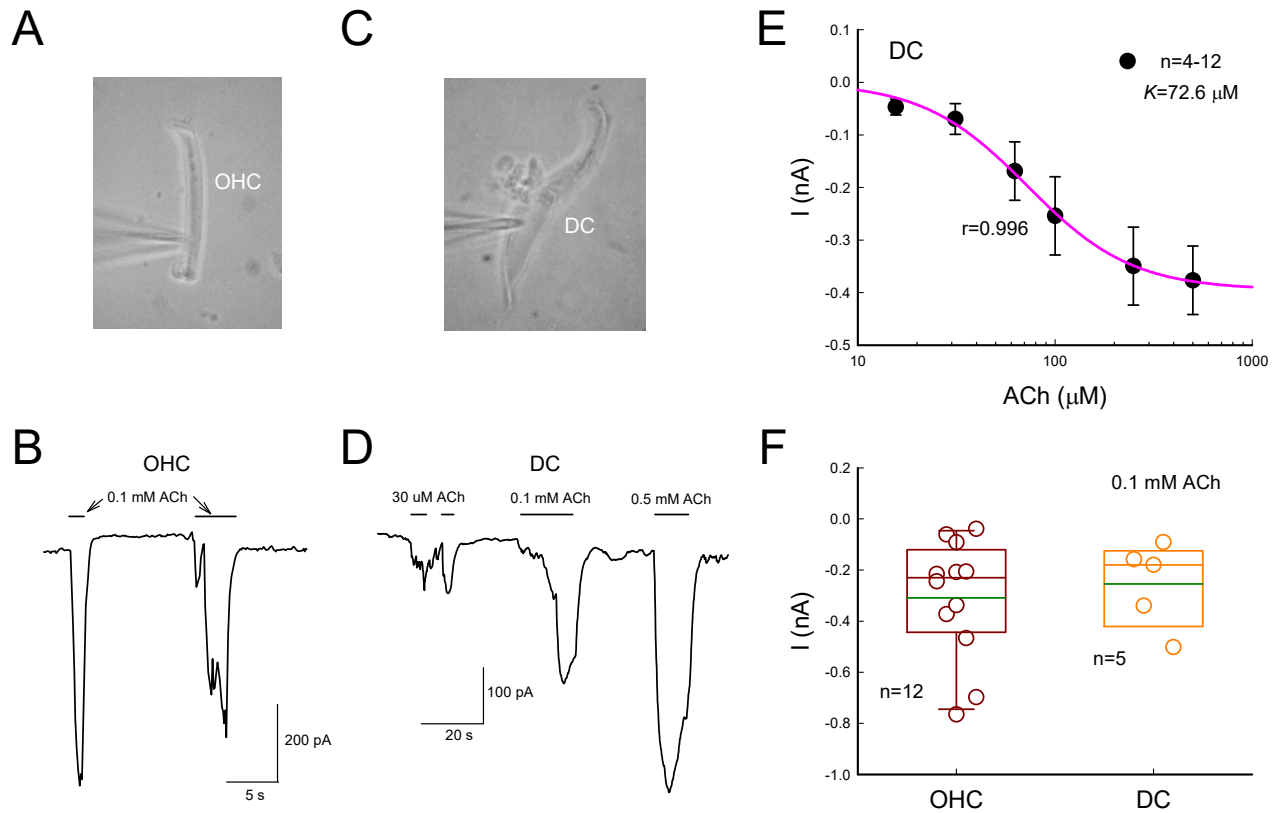 A
OHC
B
OHC
0.1 mM ACh
200 pA
5 s
C
DC
D
DC
30 uM ACh
0.1 mM ACh
0.5 mM ACh
100 pA
20 s
E
DC
n=4-12
K=72.6 μM
r=0.996
I (nA)
0.1
0.0
-0.1
-0.2
-0.3
-0.4
-0.5
10
100
1000
ACh (μM)
F
0.1 mM ACh
I (nA)
0.2
0.0
-0.2
-0.4
-0.6
-0.8
-1.0
n=12
n=5
OHC
DC